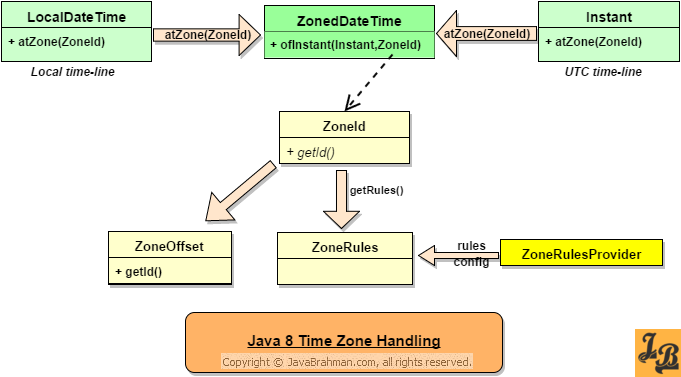 LocalDateTime
+ atZone(ZoneId)
Local time-line
atZone(ZoneId)
ZonedDateTime
+ ofInstant(Instant,ZoneId)
atZone(ZoneId)
Instant
+ atZone(ZoneId)
UTC time-line
ZoneId
+ getId()
getRules()
ZoneOffset
+ getId()
ZoneRules
rules
config
ZoneRulesProvider
Java 8 Time Zone Handling
Copyright © JavaBrahman.com, all rights reserved.
JB